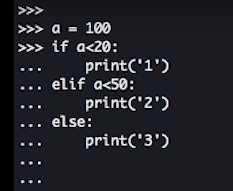 >>>
>>> a = 100
>>> if a<20:
...     print('1')
... elif a<50:
...     print('2')
... else:
...     print('3')
...
...